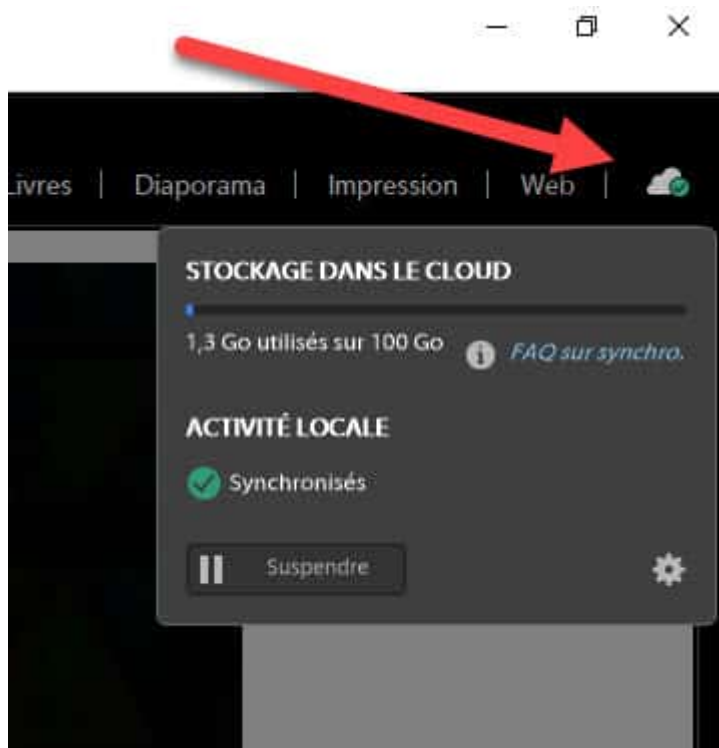 ivres | Diaporama | Impression | Web |
STOCKAGE DANS LE CLOUD
1,3 Go utilisés sur 100 Go FAQ sur synchro.
ACTIVITÉ LOCALE
Synchronisés
Suspendre